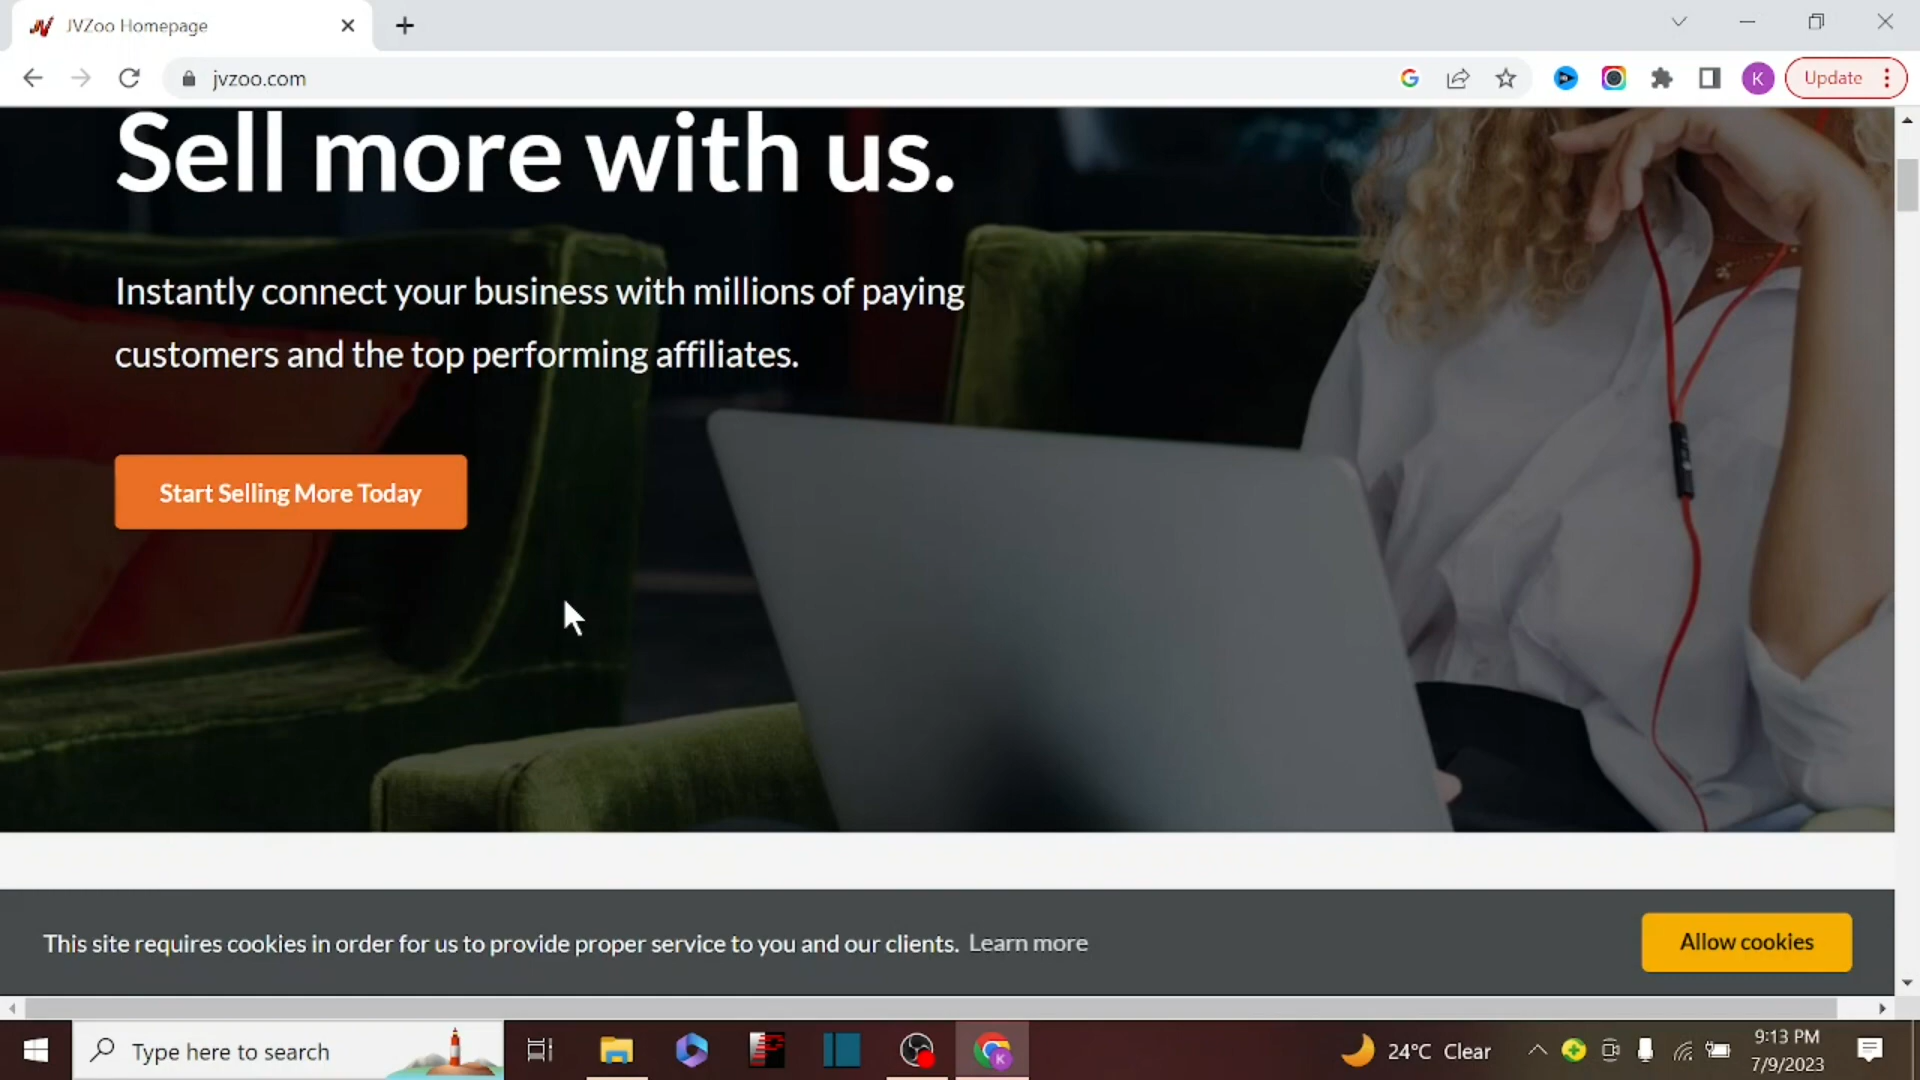 JVZoo Homepage
jvzoo.com
K
Update
Sell more with us.
Instantly connect your business with millions of paying
customers and the top performing affiliates.
Start Selling More Today
This site requires cookies in order for us to provide proper service to you and our clients. Learn more
Allow cookies
Type here to search
K
24°C Clear
9:13 PM
7/9/2023